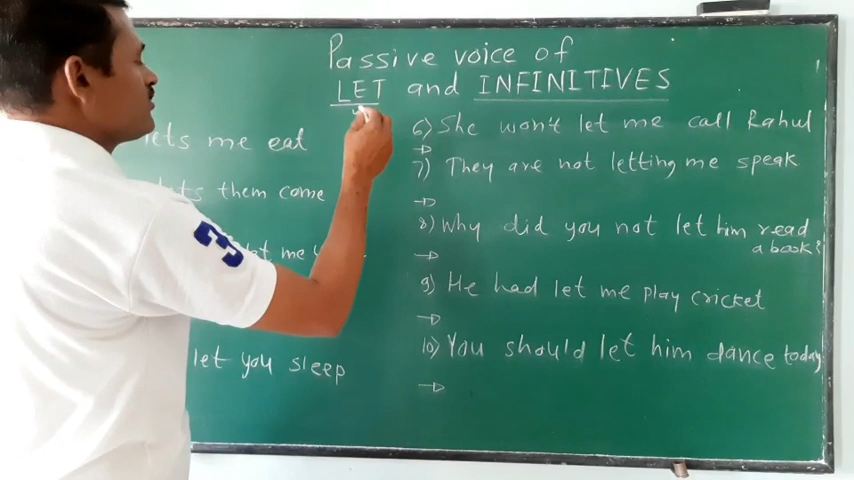 Passive voice of
LET and INFINITIVES
lets me eat
lets them come
let me
let you sleep
6) She won't let me call Rahul
7) They are not letting me speak
8) Why did you not let him read
a book?
9) He had let me play cricket
10) You should let him dance today
3